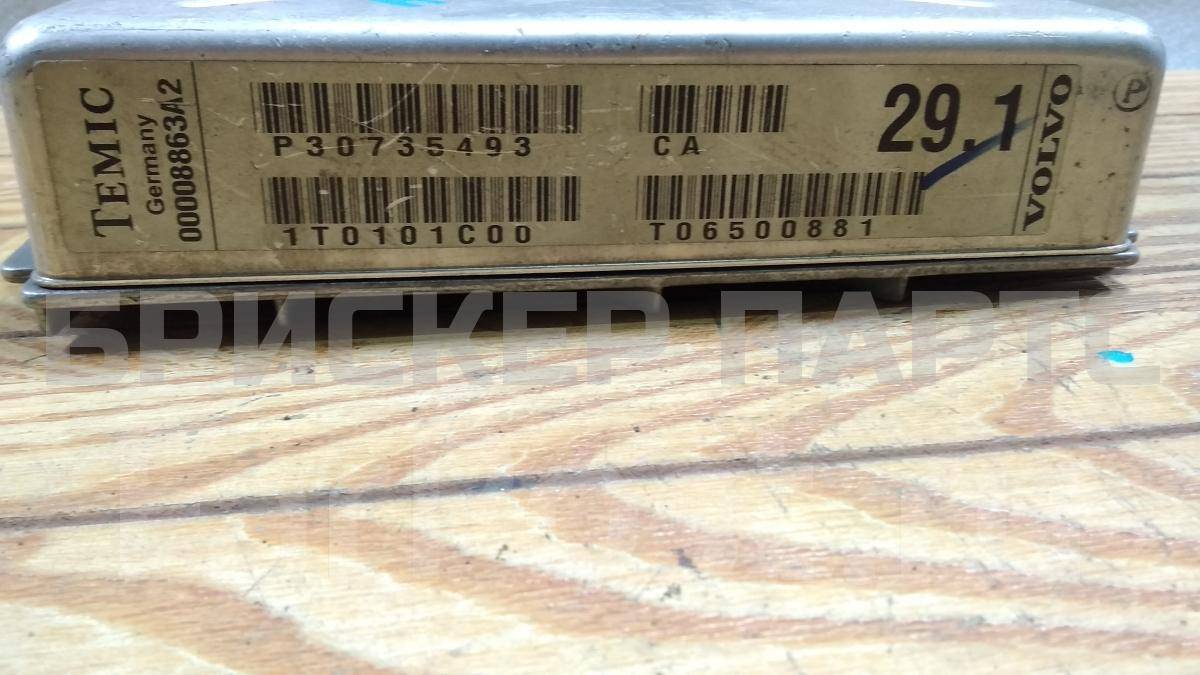 TEMIC
Germany
00008863A2
P30735493
CA
29.1
1T0101C00
T06500881
VOLVO
P
БРИСКЕР ПАРТС